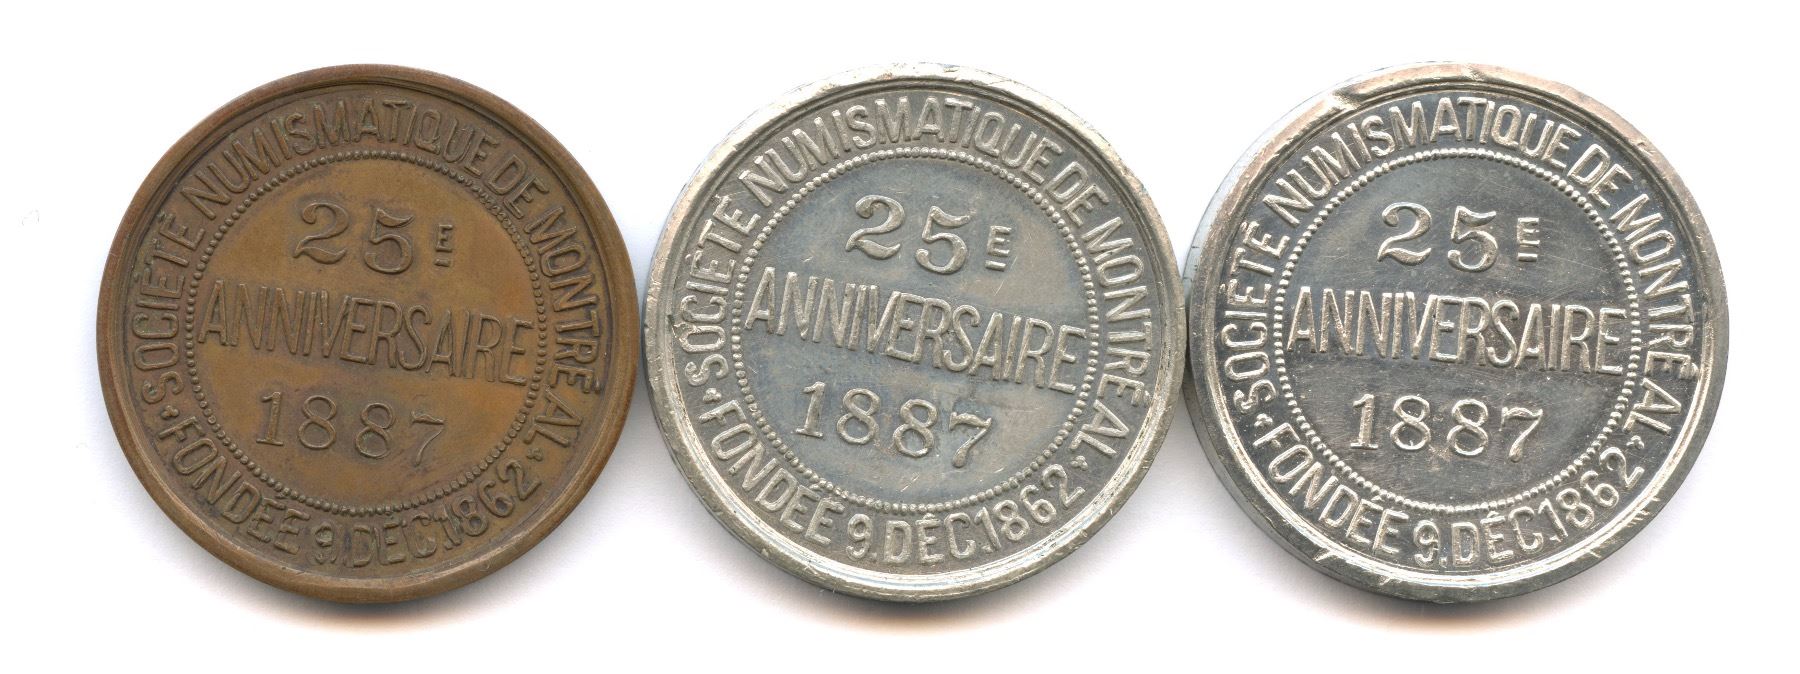 SOCIÉTÉ NUMISMATIQUE DE MONTRÉAL
25E
ANNIVERSAIRE
1887
FONDÉE 9. DÉC. 1862
SOCIÉTÉ NUMISMATIQUE DE MONTRÉAL
25E
ANNIVERSAIRE
1887
FONDÉE 9. DÉC. 1862
SOCIÉTÉ NUMISMATIQUE DE MONTRÉAL
25E
ANNIVERSAIRE
1887
FONDÉE 9. DÉC. 1862